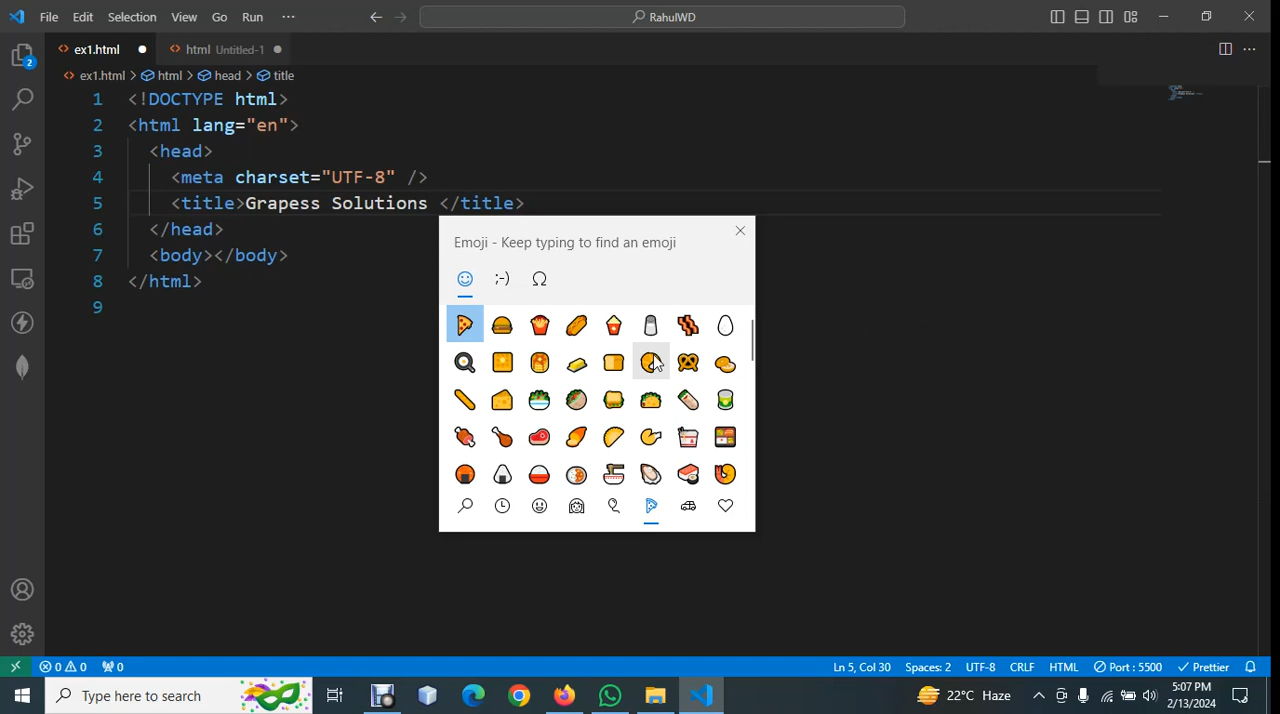 File Edit Selection View Go Run ··· RahulWD
ex1.html html Untitled-1
ex1.html > html > head > title
1 <!DOCTYPE html>
2 <html lang="en">
3 <head>
4 <meta charset="UTF-8" />
5 <title>Grapess Solutions </title>
6 </head>
7 <body></body>
8 </html>
9
Emoji - Keep typing to find an emoji
;-) Ω
2
0 0 0 Ln 5, Col 30 Spaces: 2 UTF-8 CRLF HTML Port : 5500 Prettier
Type here to search 22°C Haze 5:07 PM
2/13/2024